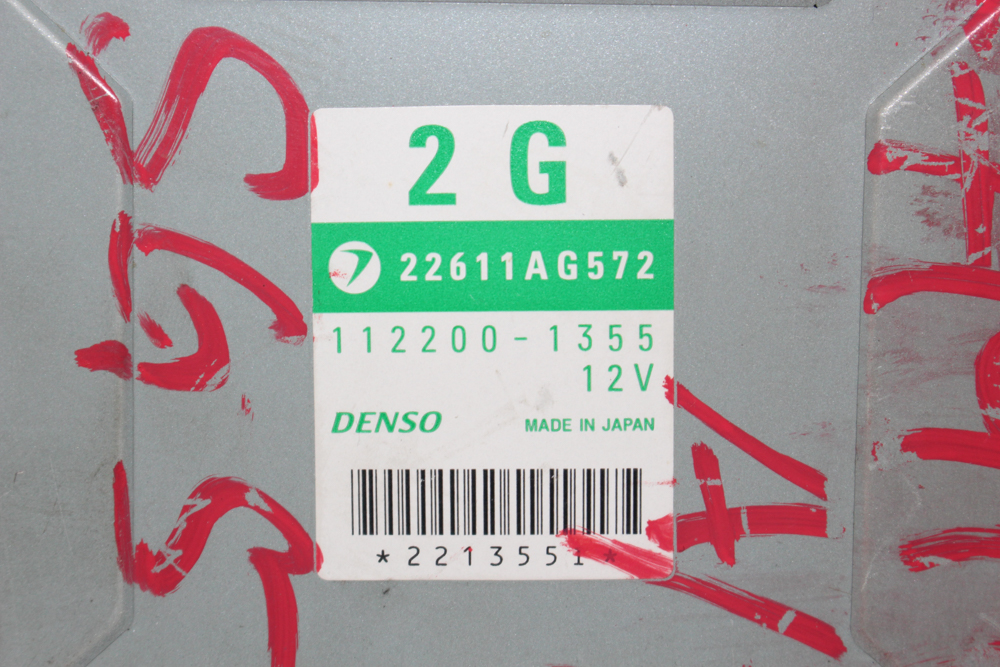 2 G
22611AG572
112200-1355
12V
DENSO MADE IN JAPAN
*2213551*